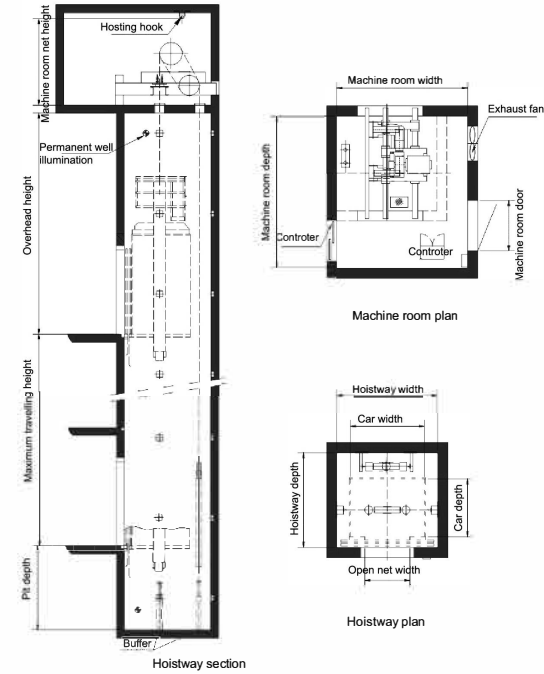 Hosting hook
Machine room net height
Permanent well
illumination
Overhead height
Maximum travelling height
Pit depth
Buffer
Hoistway section
Machine room width
Exhaust fan
Machine room depth
Controter
Controter
Machine room door
Machine room plan
Hoistway width
Car width
Hoistway depth
Car depth
Open net width
Hoistway plan